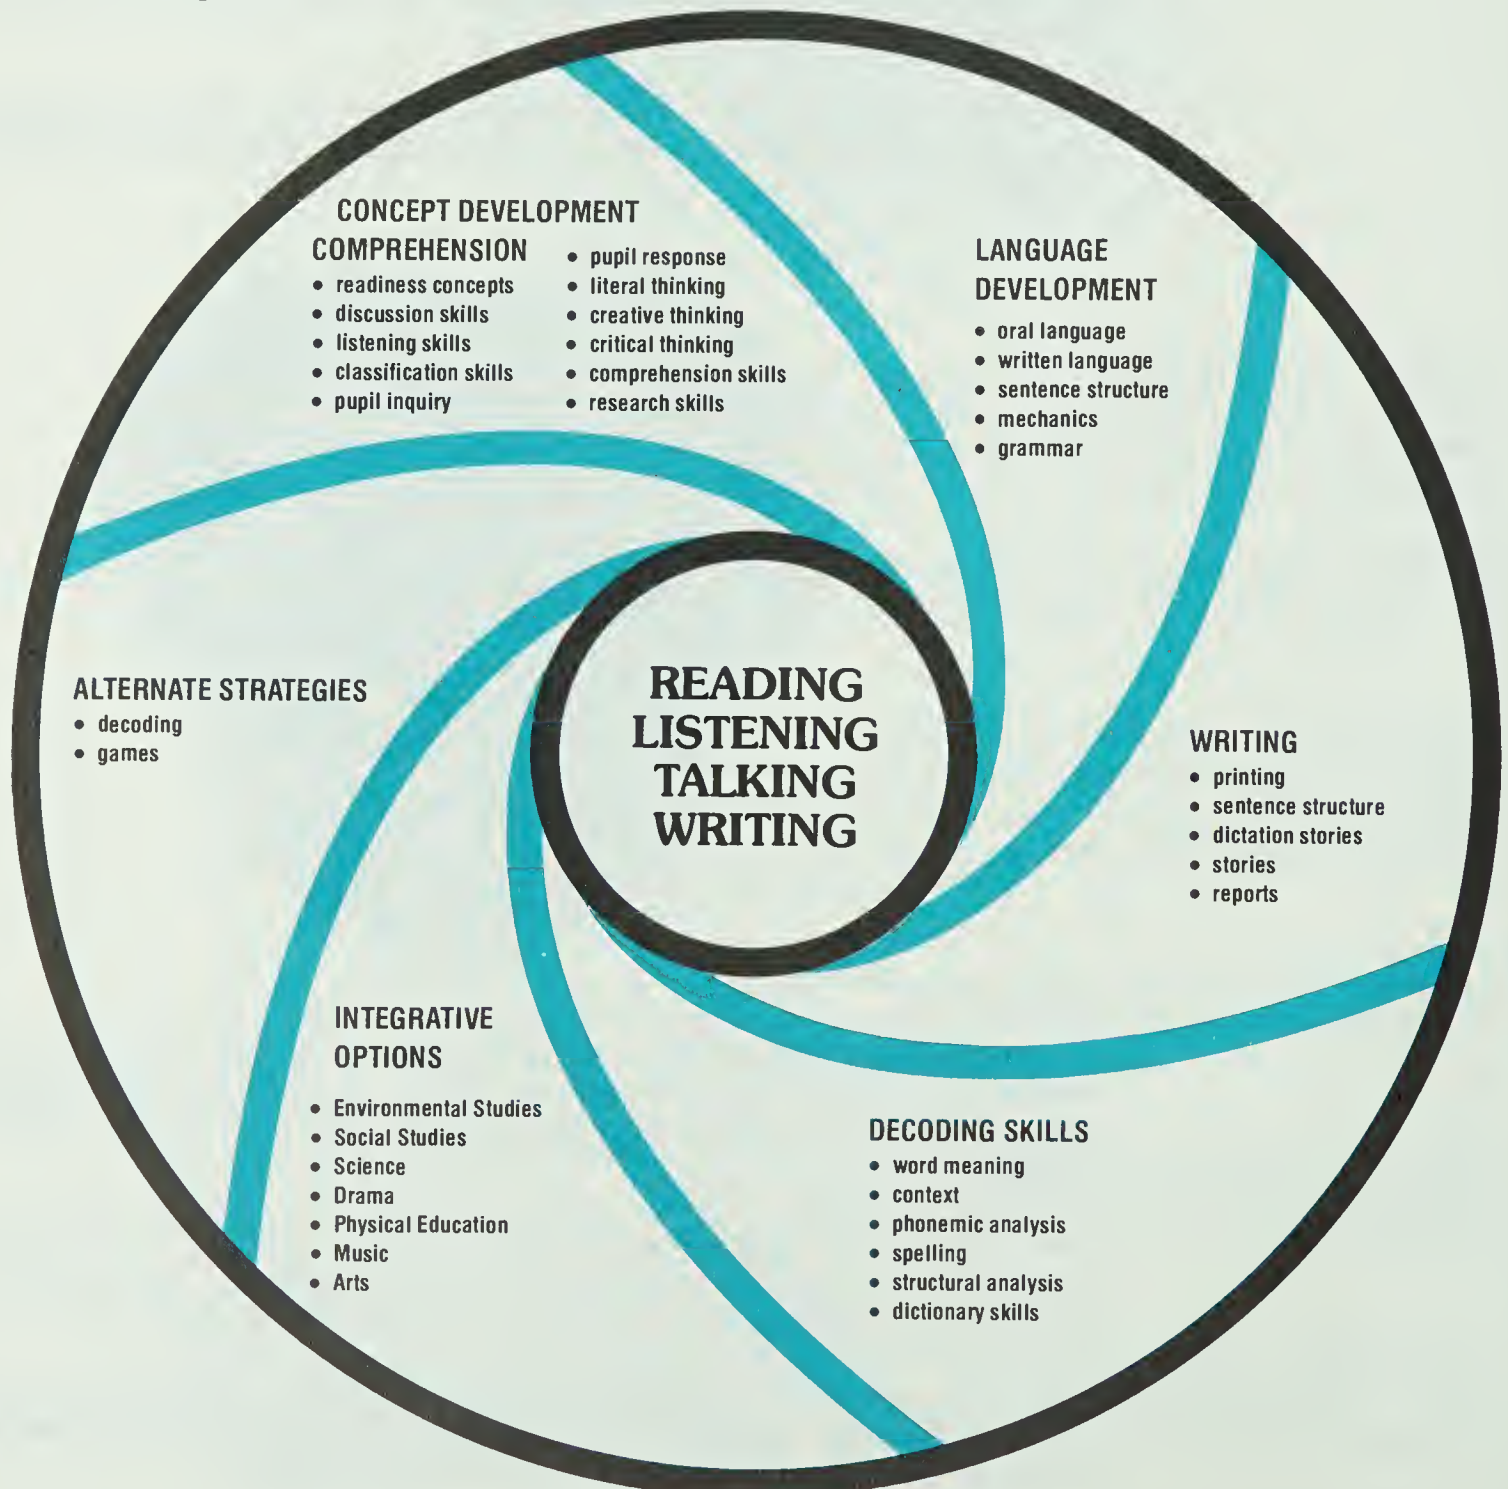 CONCEPT DEVELOPMENT
COMPREHENSION
• readiness concepts
• discussion skills
• listening skills
• classification skills
• pupil inquiry
• pupil response
• literal thinking
• creative thinking
• critical thinking
• comprehension skills
• research skills
LANGUAGE
DEVELOPMENT
• oral language
• written language
• sentence structure
• mechanics
• grammar
ALTERNATE STRATEGIES
• decoding
• games
READING
LISTENING
TALKING
WRITING
WRITING
• printing
• sentence structure
• dictation stories
• stories
• reports
INTEGRATIVE
OPTIONS
• Environmental Studies
• Social Studies
• Science
• Drama
• Physical Education
• Music
• Arts
DECODING SKILLS
• word meaning
• context
• phonemic analysis
• spelling
• structural analysis
• dictionary skills